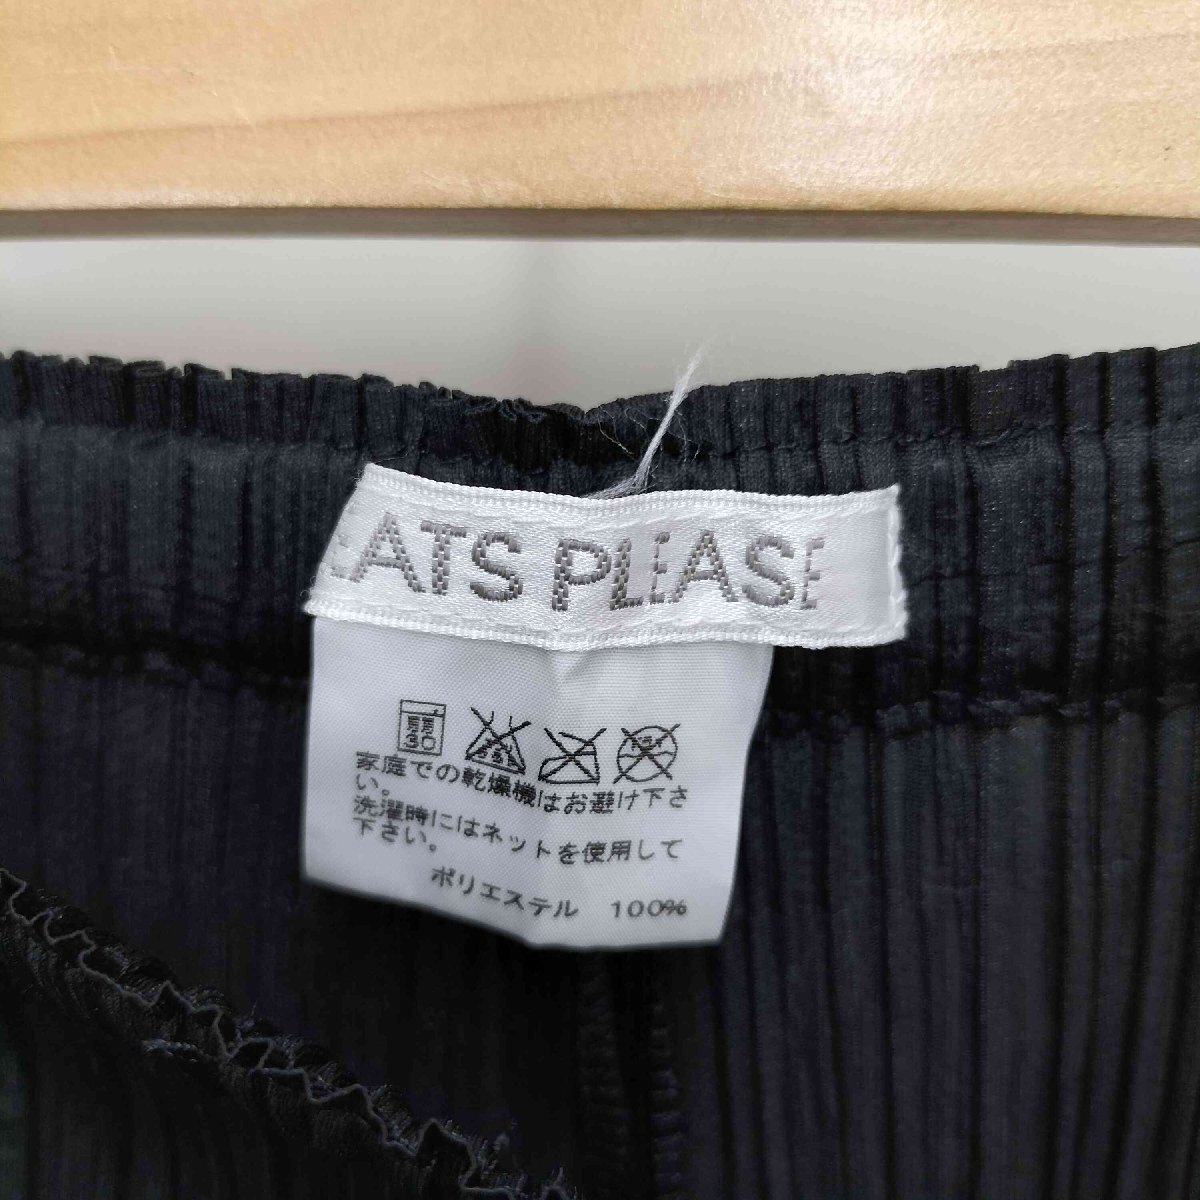 EATS PLEASE
30
家庭での乾燥機はお避け下さ
い。
洗濯時にはネットを使用して
下さい。
ポリエステル 100%